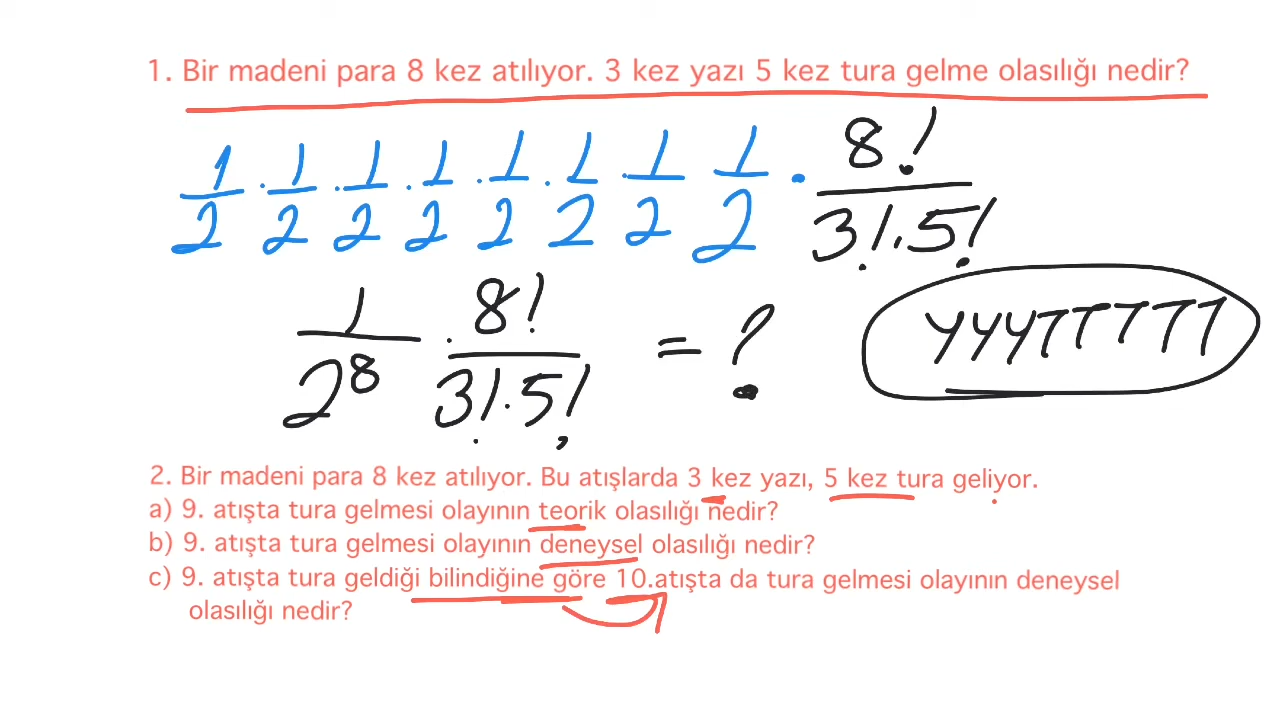 1. Bir madeni para 8 kez atılıyor. 3 kez yazı 5 kez tura gelme olasılığı nedir?
1/2 . 1/2 . 1/2 . 1/2 . 1/2 . 1/2 . 1/2 1/2 . 8!/3!.5!
1/2^8 . 8!/3!.5! = ?
YYYTTTTT
2. Bir madeni para 8 kez atılıyor. Bu atışlarda 3 kez yazı, 5 kez tura geliyor.
a) 9. atışta tura gelmesi olayının teorik olasılığı nedir?
b) 9. atışta tura gelmesi olayının deneysel olasılığı nedir?
c) 9. atışta tura geldiği bilindiğine göre 10.atışta da tura gelmesi olayının deneysel
olasılığı nedir?